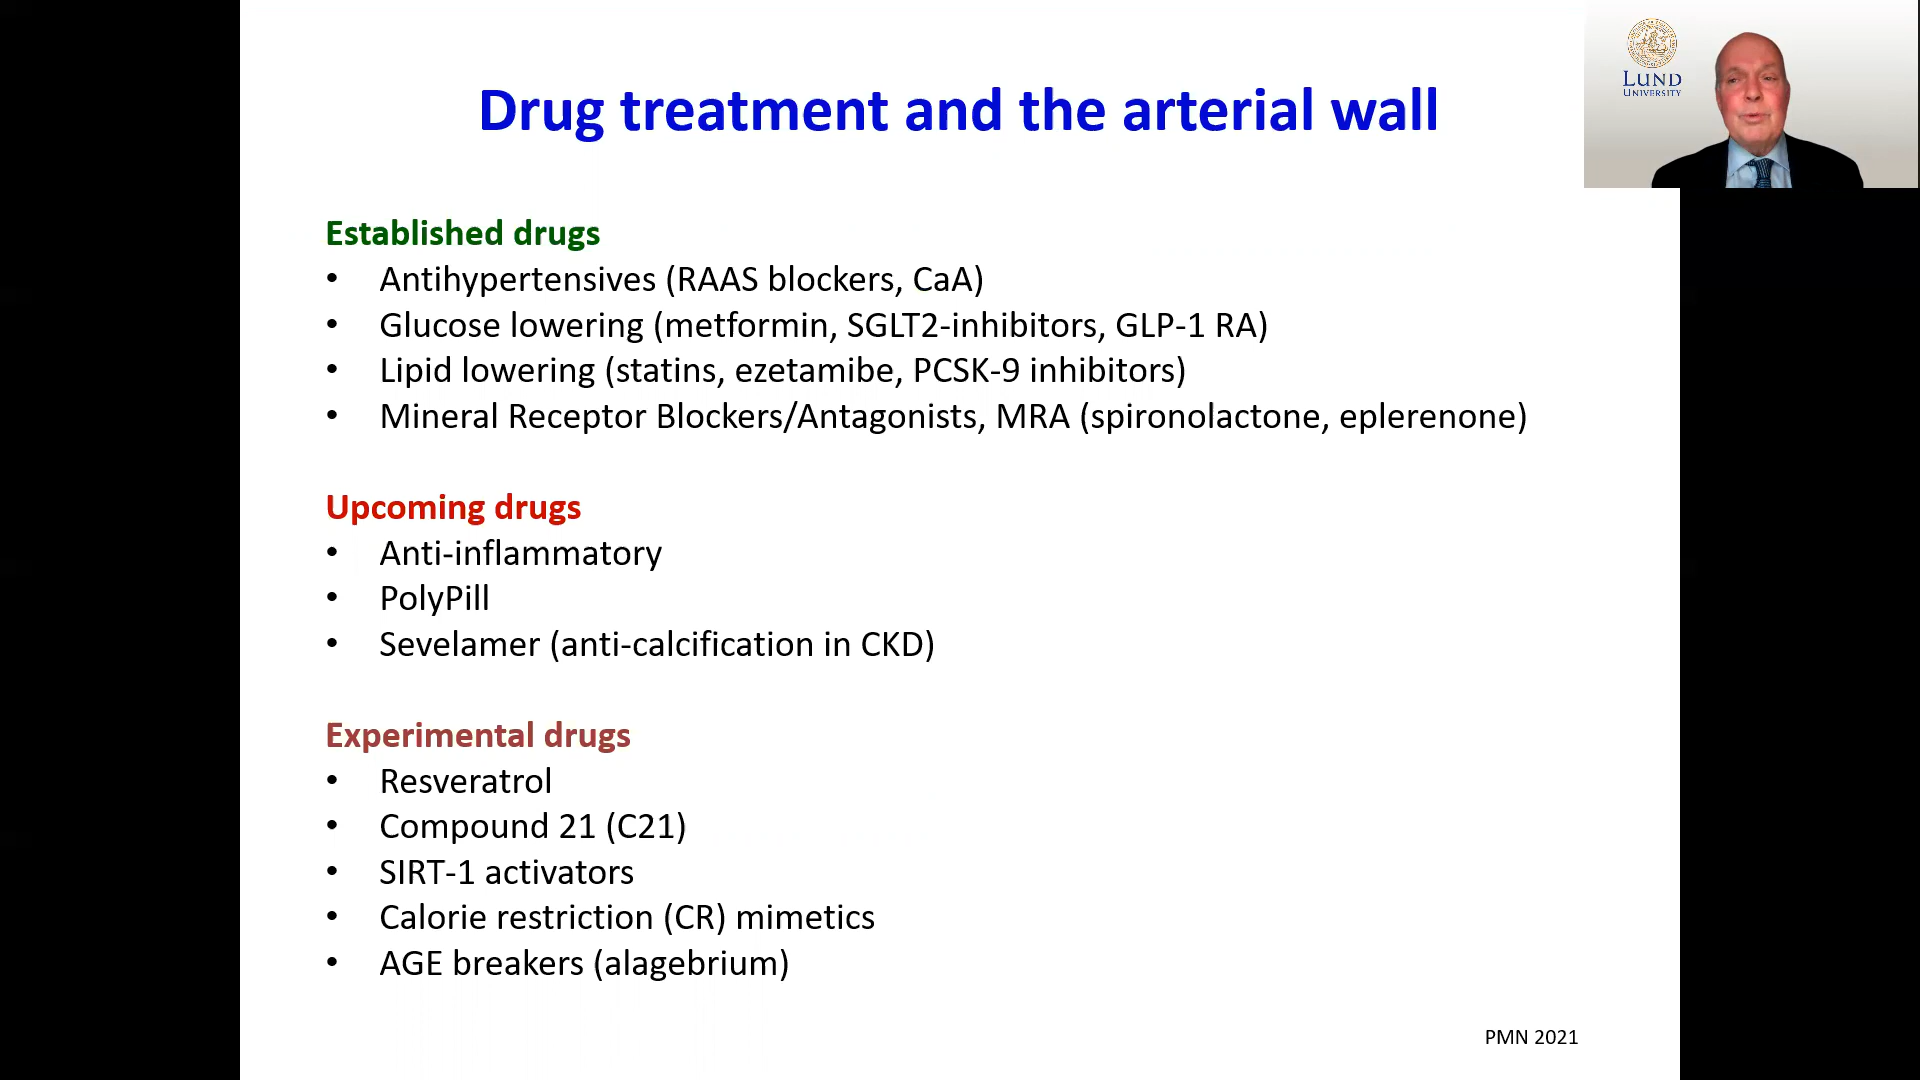 Drug treatment and the arterial wall
LUND
UNIVERSITY
Established drugs
• Antihypertensives (RAAS blockers, CaA)
• Glucose lowering (metformin, SGLT2-inhibitors, GLP-1 RA)
• Lipid lowering (statins, ezetamibe, PCSK-9 inhibitors)
• Mineral Receptor Blockers/Antagonists, MRA (spironolactone, eplerenone)
Upcoming drugs
• Anti-inflammatory
• PolyPill
• Sevelamer (anti-calcification in CKD)
Experimental drugs
• Resveratrol
• Compound 21 (C21)
• SIRT-1 activators
• Calorie restriction (CR) mimetics
• AGE breakers (alagebrium)
PMN 2021